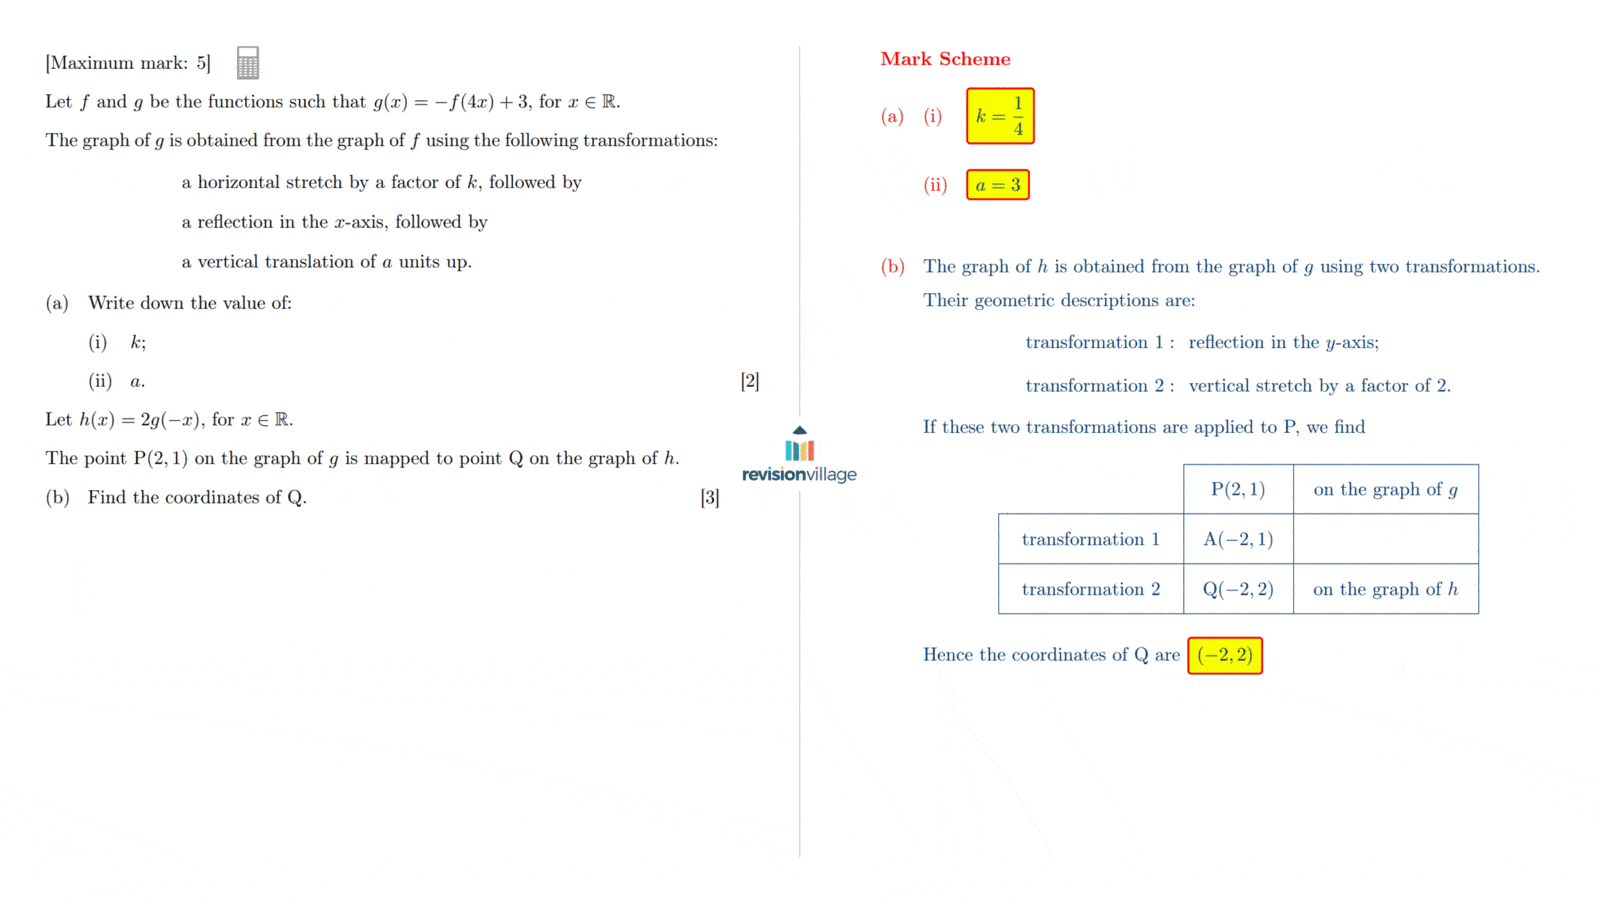 [Maximum mark: 5]
Let f and g be the functions such that g(x) = −f(4x) + 3, for x ∈ ℝ.
The graph of g is obtained from the graph of f using the following transformations:
a horizontal stretch by a factor of k, followed by
a reflection in the x-axis, followed by
a vertical translation of a units up.
(a) Write down the value of:
(i) k;
(ii) a. [2]
Let h(x) = 2g(−x), for x ∈ ℝ.
The point P(2, 1) on the graph of g is mapped to point Q on the graph of h.
(b) Find the coordinates of Q. [3]
revisionvillage
Mark Scheme
(a) (i) k = 1/4
(ii) a = 3
(b) The graph of h is obtained from the graph of g using two transformations.
Their geometric descriptions are:
transformation 1 : reflection in the y-axis;
transformation 2 : vertical stretch by a factor of 2.
If these two transformations are applied to P, we find
P(2, 1) on the graph of g
transformation 1 A(−2, 1)
transformation 2 Q(−2, 2) on the graph of h
Hence the coordinates of Q are (−2, 2)